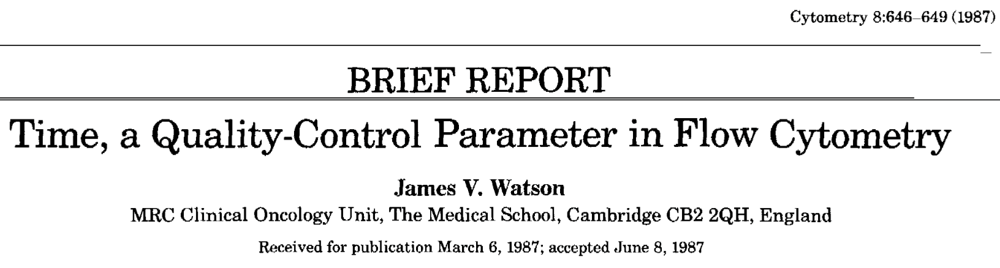 Cytometry 8:646–649 (1987)
BRIEF REPORT
Time, a Quality-Control Parameter in Flow Cytometry
James V. Watson
MRC Clinical Oncology Unit, The Medical School, Cambridge CB2 2QH, England
Received for publication March 6, 1987; accepted June 8, 1987